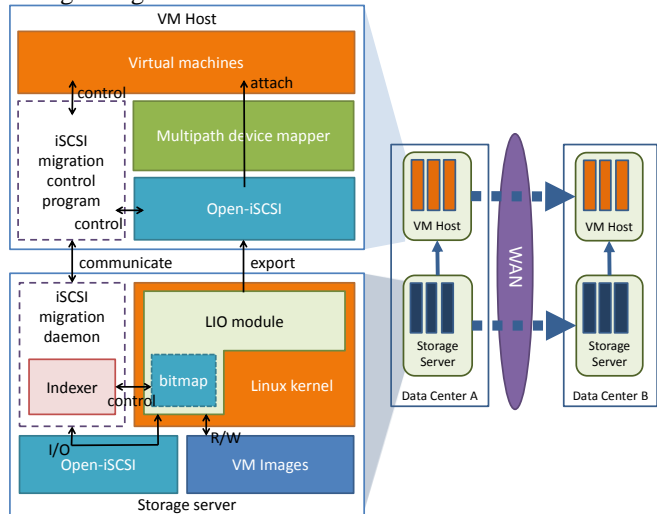 VM Host
Virtual machines
control
attach
iSCSI
migration
control
program
Multipath device mapper
control
Open-iSCSI
communicate
export
iSCSI
migration
daemon
LIO module
Indexer
bitmap
Linux kernel
control
I/O
R/W
Open-iSCSI
VM Images
Storage server
VM Host
Storage
Server
Data Center A
WAN
VM Host
Storage
Server
Data Center B